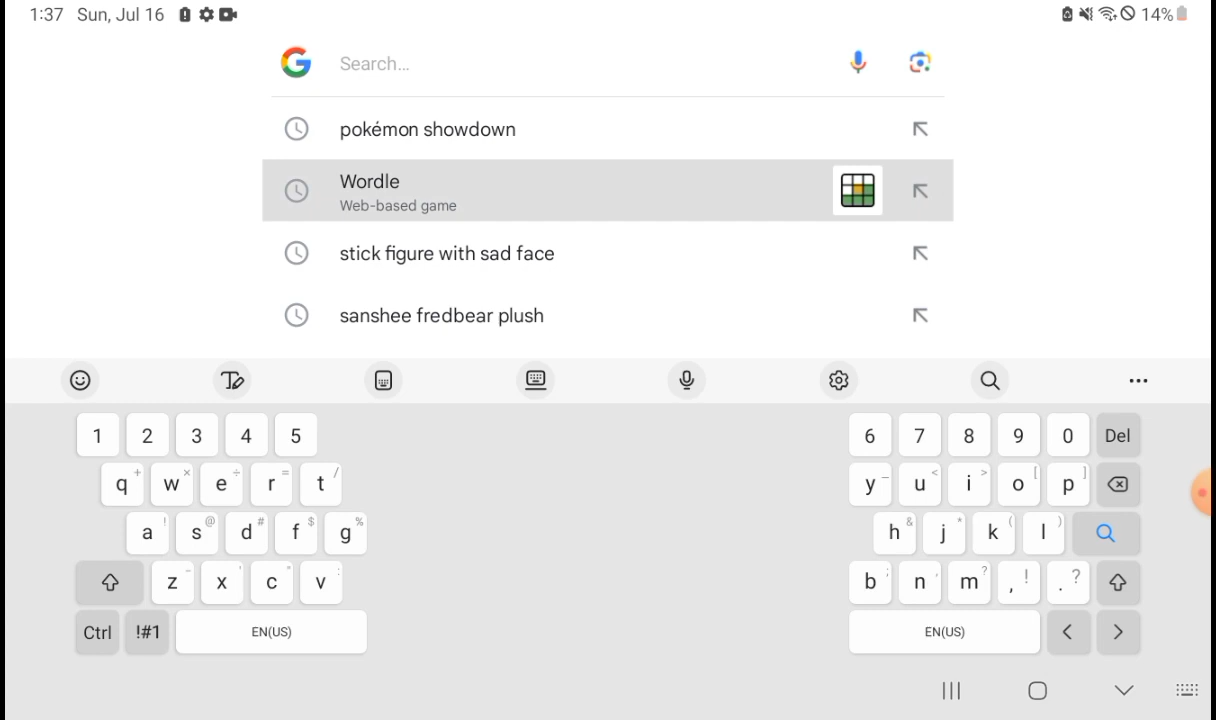 1:37 Sun, Jul 16
14%
Search...
pokémon showdown
Wordle
Web-based game
stick figure with sad face
sanshee fredbear plush
1 2 3 4 5 6 7 8 9 0 Del
q + w × e ÷ r = t / y _ u < i > o [ p ]
a ! s @ d # f $ g % h & j * k ( l )
z - x ' c " v : b ; n , m ? , ! . ?
Ctrl !#1 EN(US) EN(US) < >